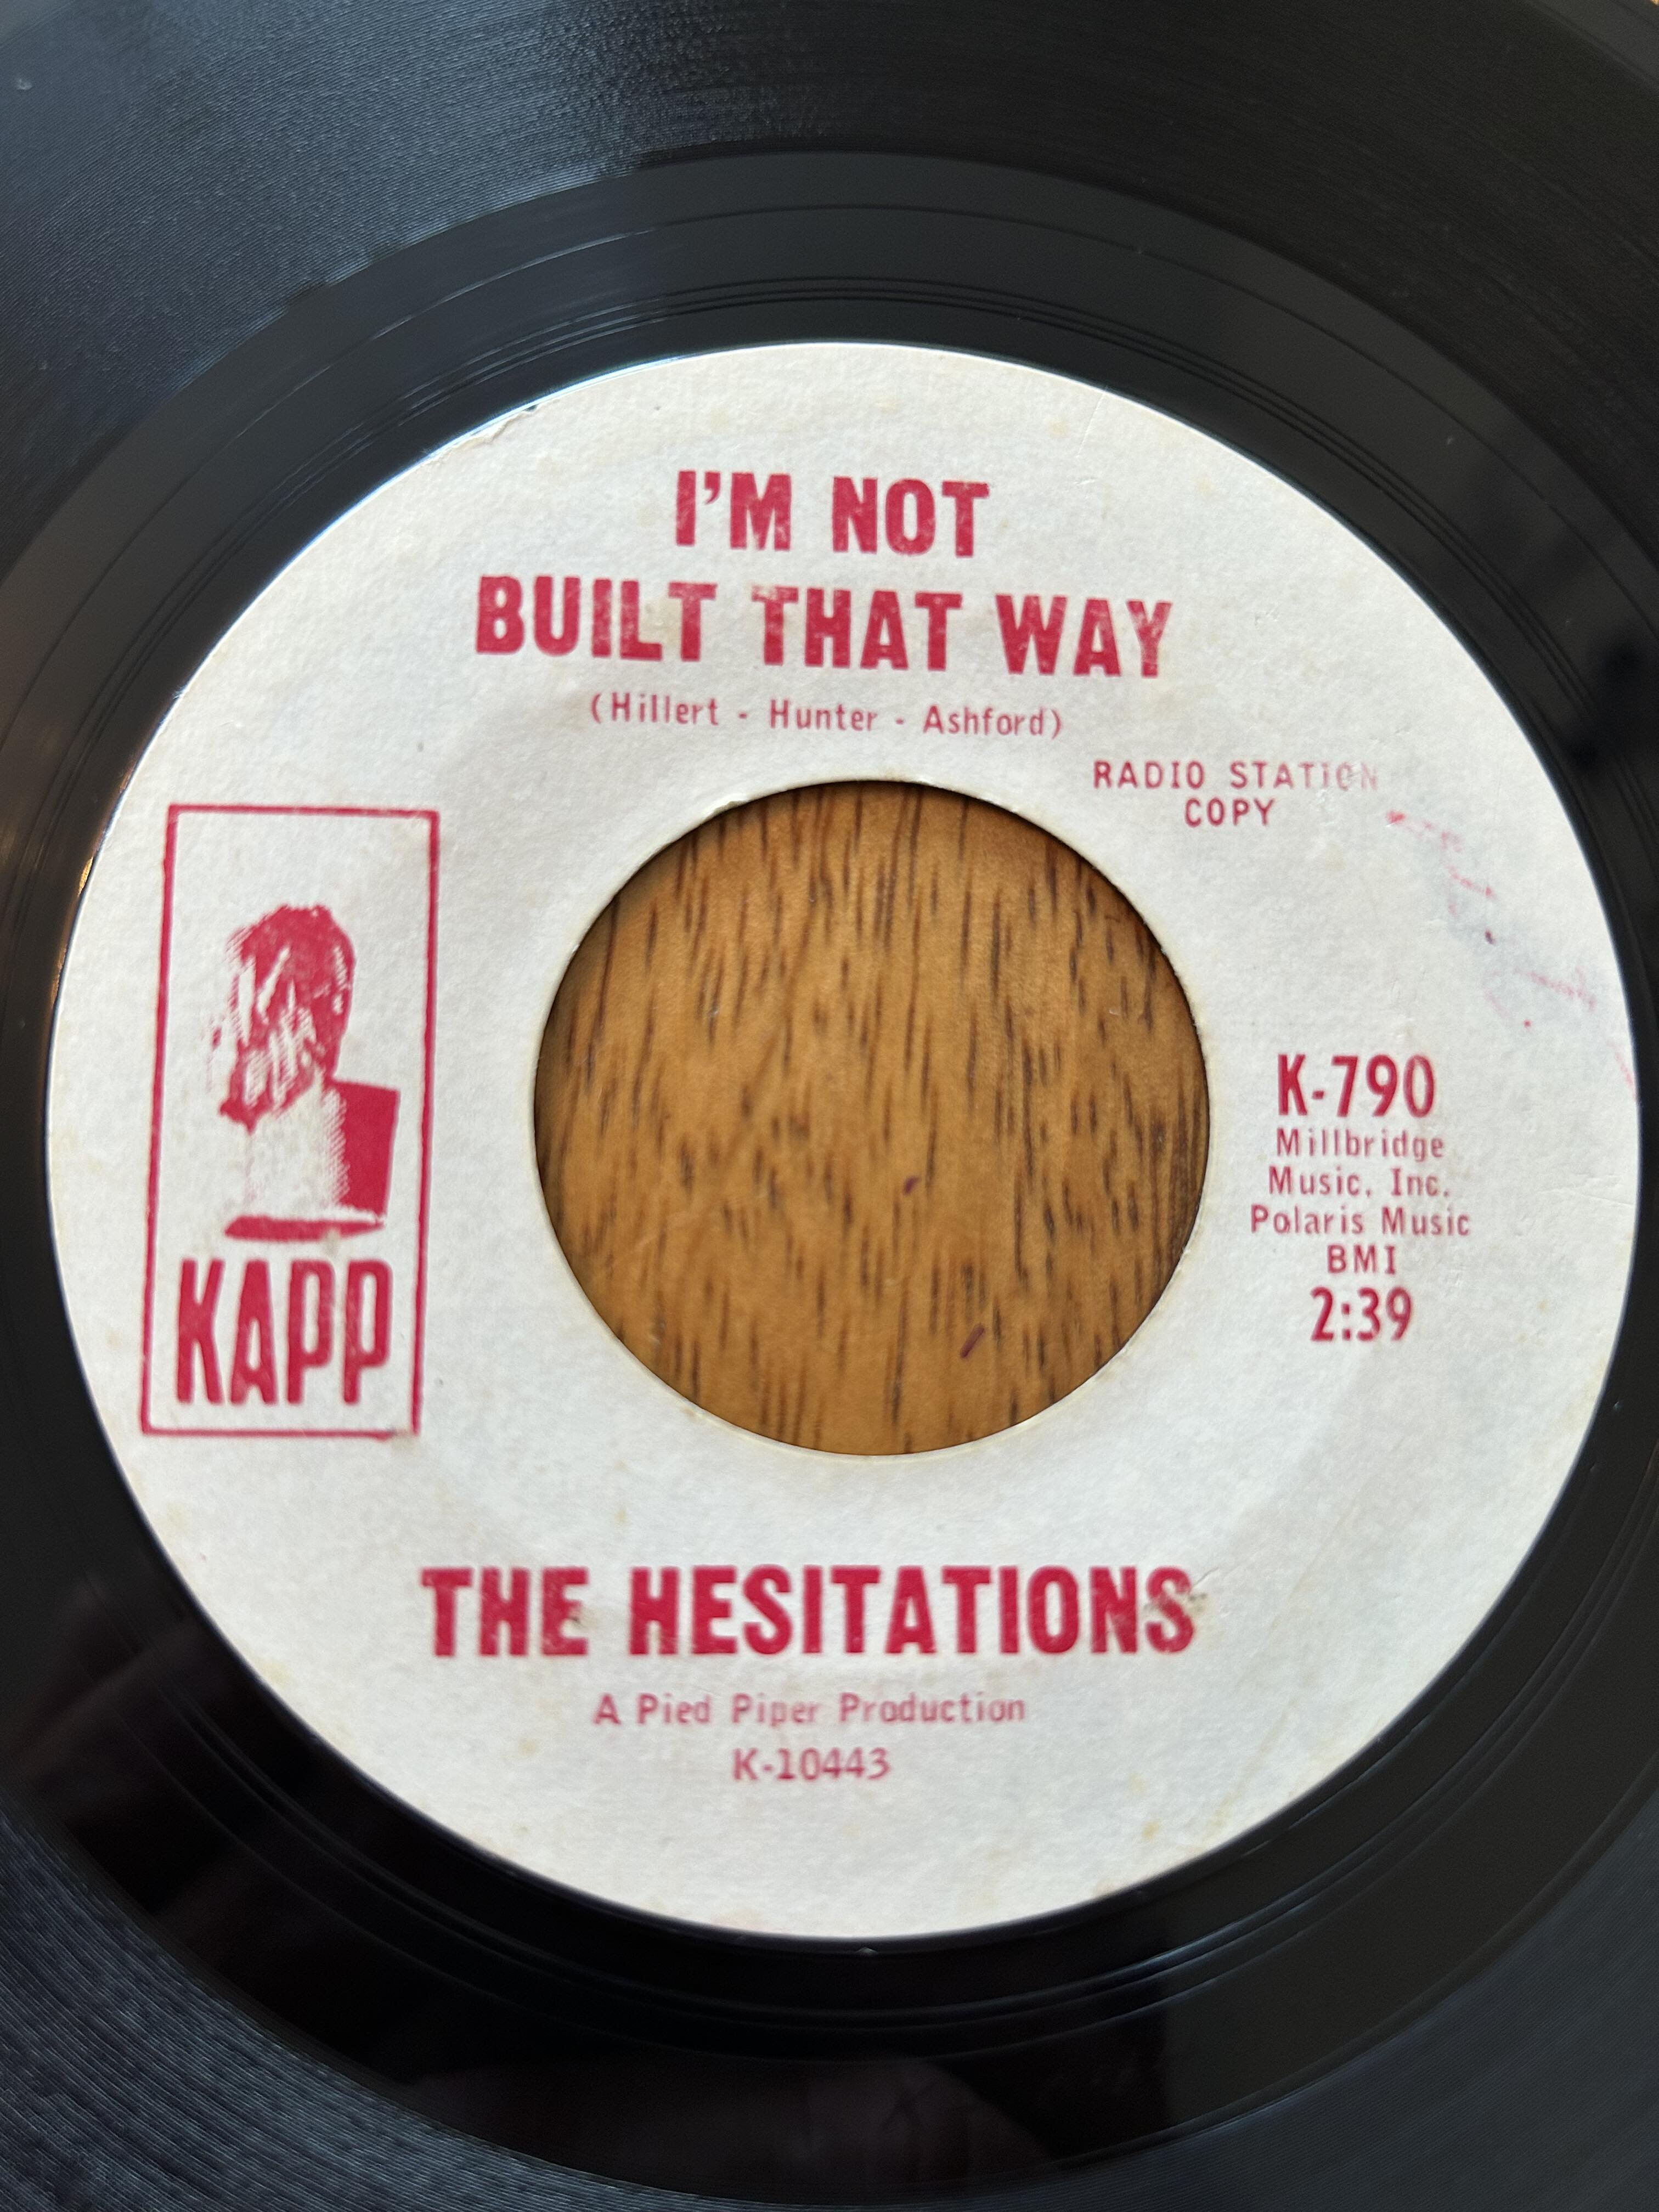 I'M NOT
BUILT THAT WAY
(Hillert - Hunter - Ashford)
RADIO STATION
COPY
KAPP
K-790
Millbridge
Music, Inc.
Polaris Music
BMI
2:39
THE HESITATIONS
A Pied Piper Production
K-10443